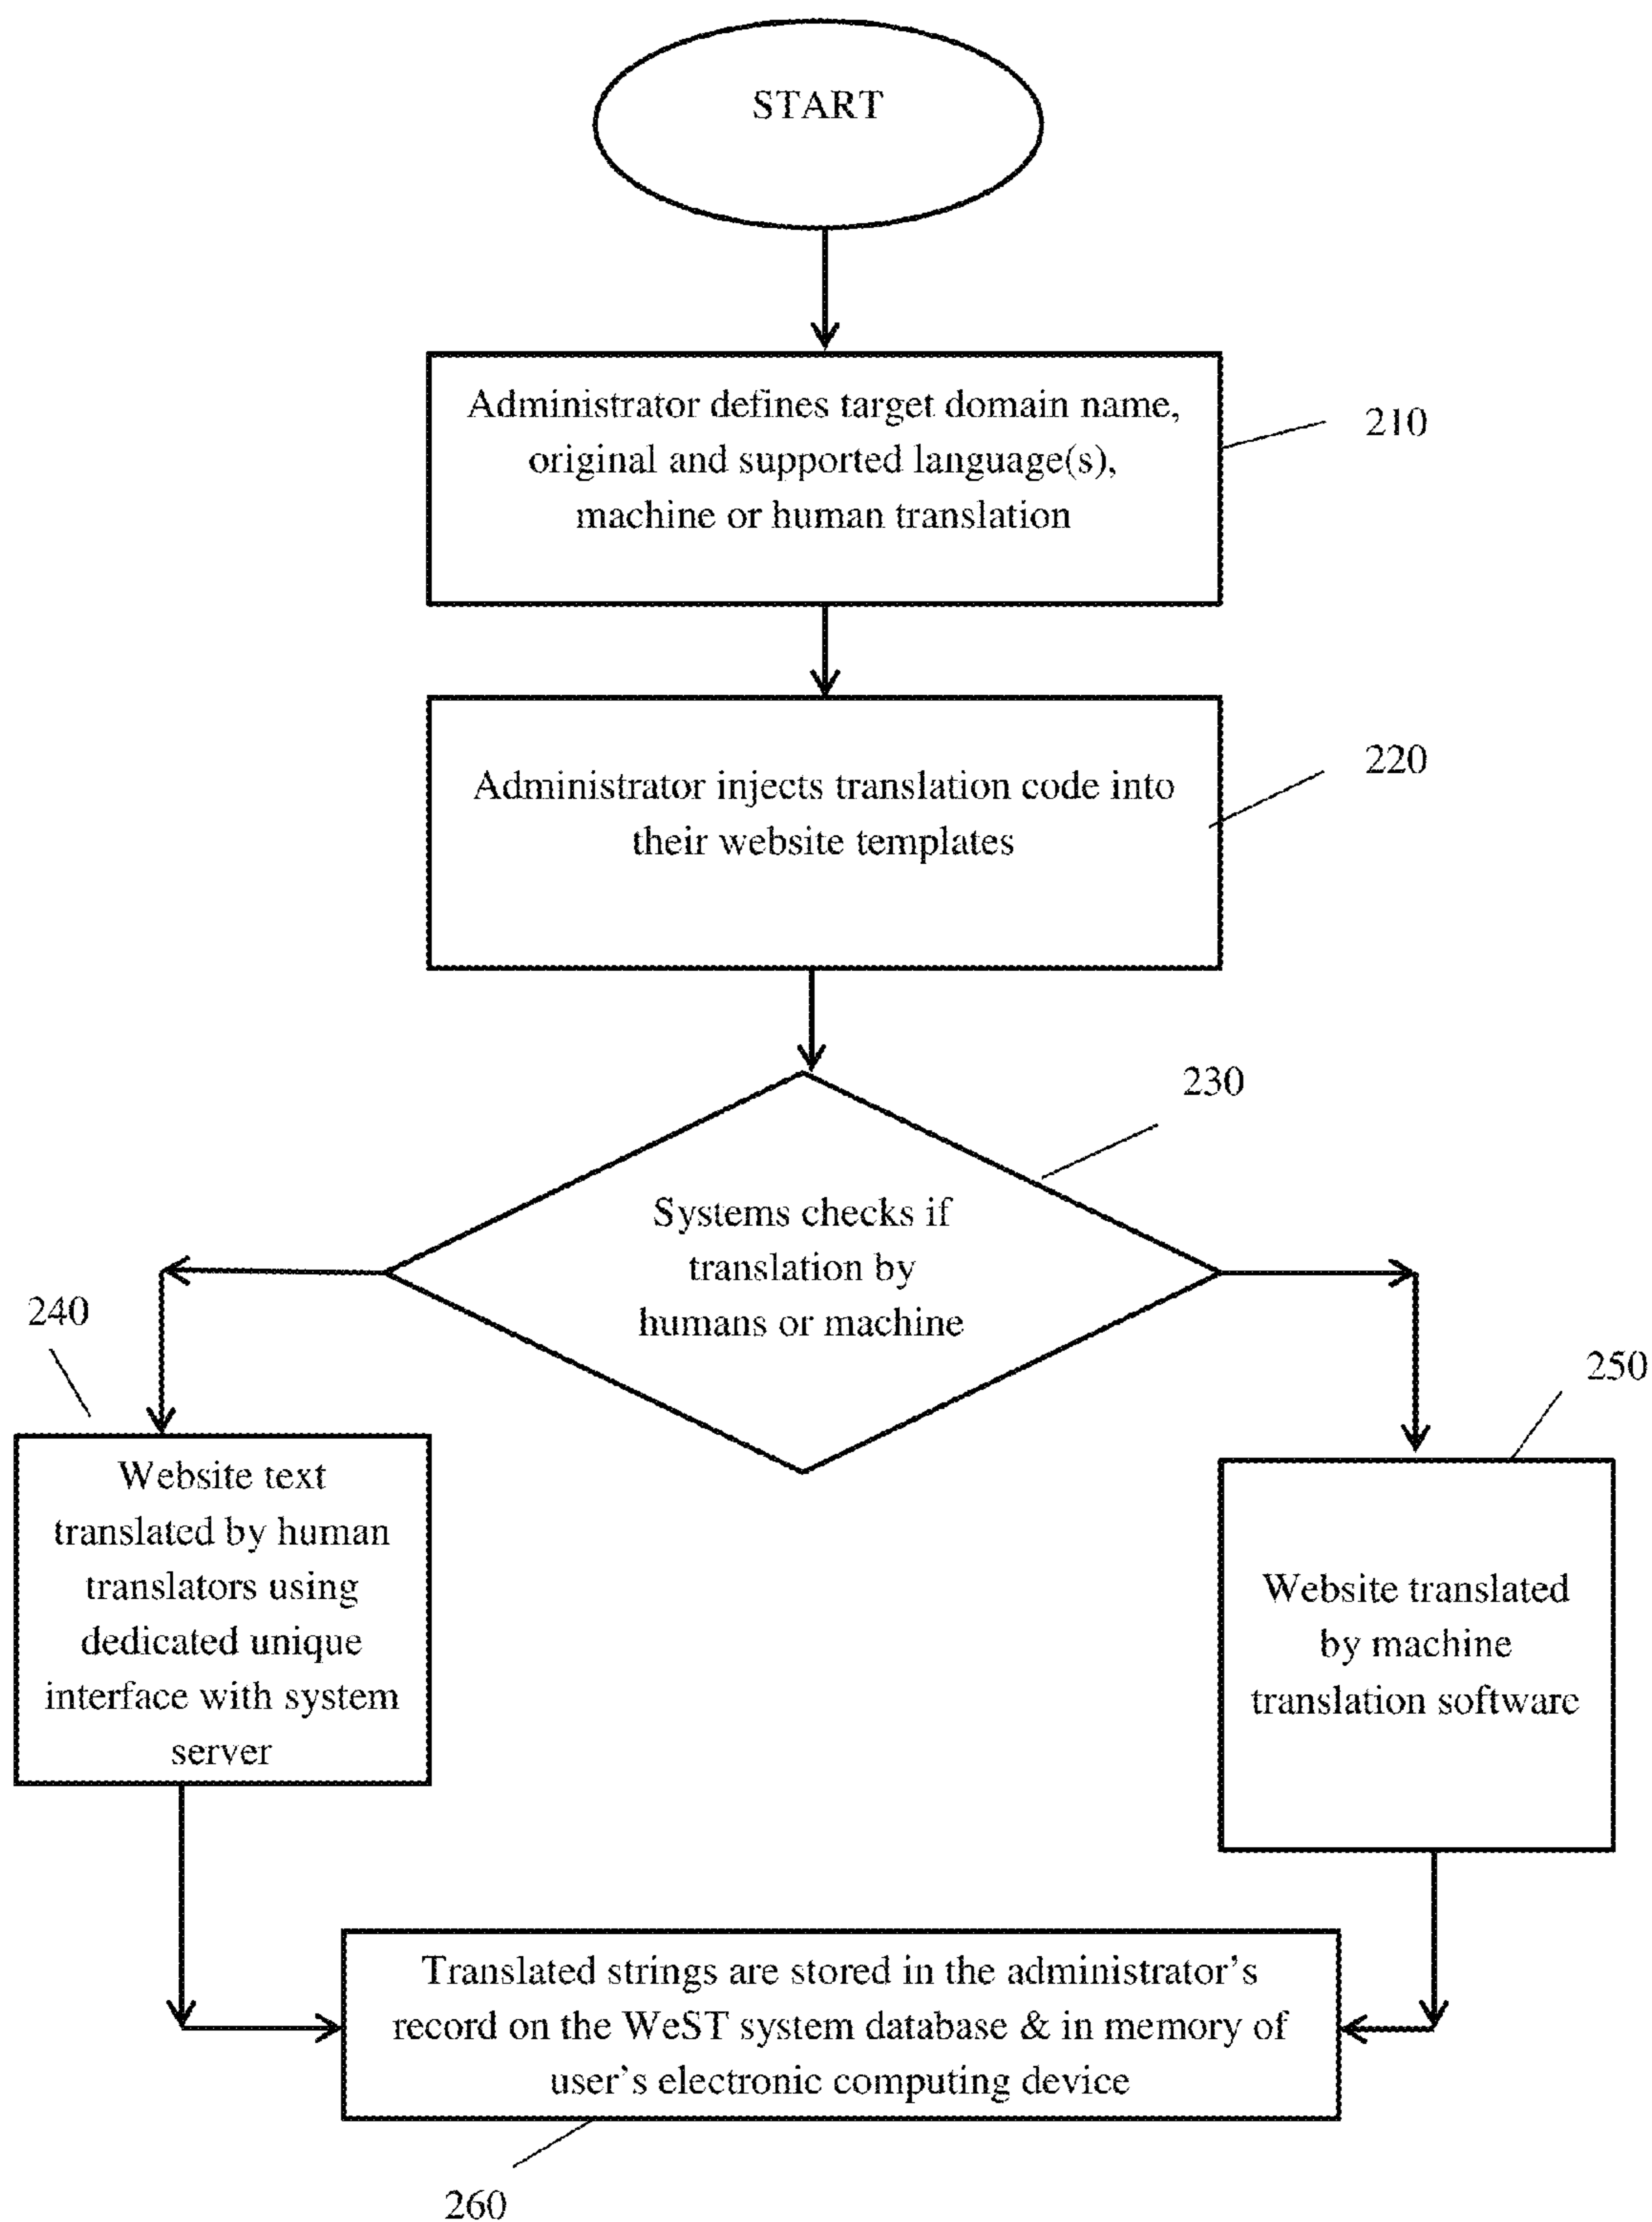 START
Administrator defines target domain name,
original and supported language(s),
machine or human translation
210
Administrator injects translation code into
their website templates
220
230
Systems checks if
translation by
humans or machine
240
250
Website text
translated by human
translators using
dedicated unique
interface with system
server
Website translated
by machine
translation software
Translated strings are stored in the administrator’s
record on the WeST system database & in memory of
user’s electronic computing device
260